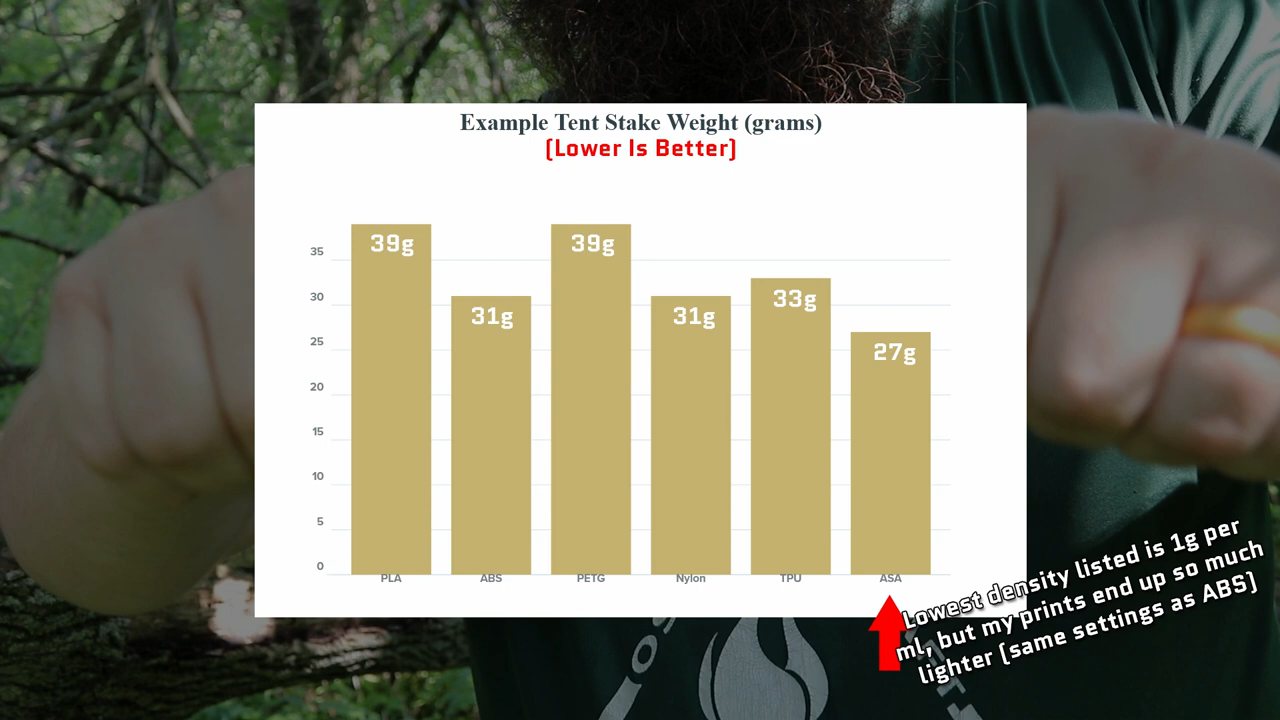 Example Tent Stake Weight (grams)
(Lower Is Better)
39g
31g
39g
31g
33g
27g
35
30
25
20
15
10
5
0
PLA
ABS
PETG
Nylon
TPU
ASA
Lowest density listed is 1g per
ml, but my prints end up so much
lighter (same settings as ABS)